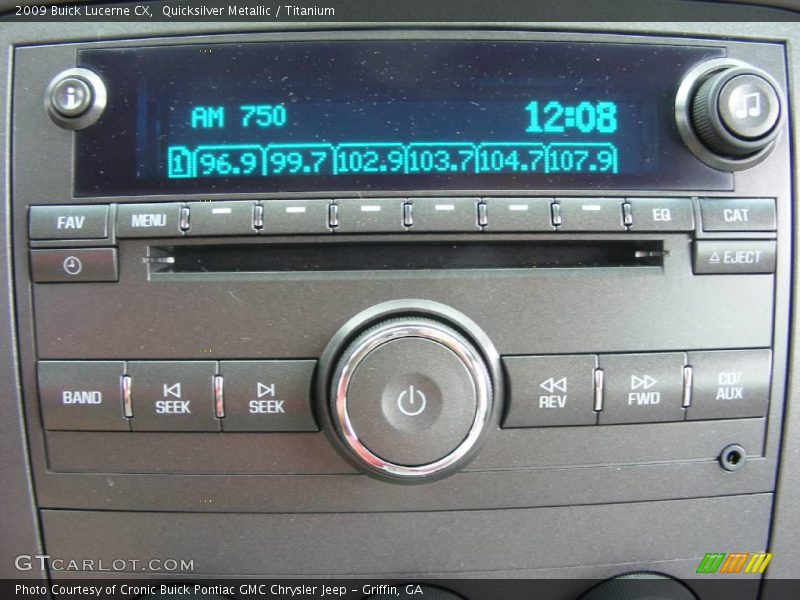 2009 Buick Lucerne CX,  Quicksilver Metallic / Titanium
i
AM 750 12:08
1 96.9 99.7 102.9 103.7 104.7 107.9
FAV MENU EQ CAT
EJECT
BAND SEEK SEEK REV FWD CD/
AUX
GTCARLOT.COM
Photo Courtesy of Cronic Buick Pontiac GMC Chrysler Jeep - Griffin, GA